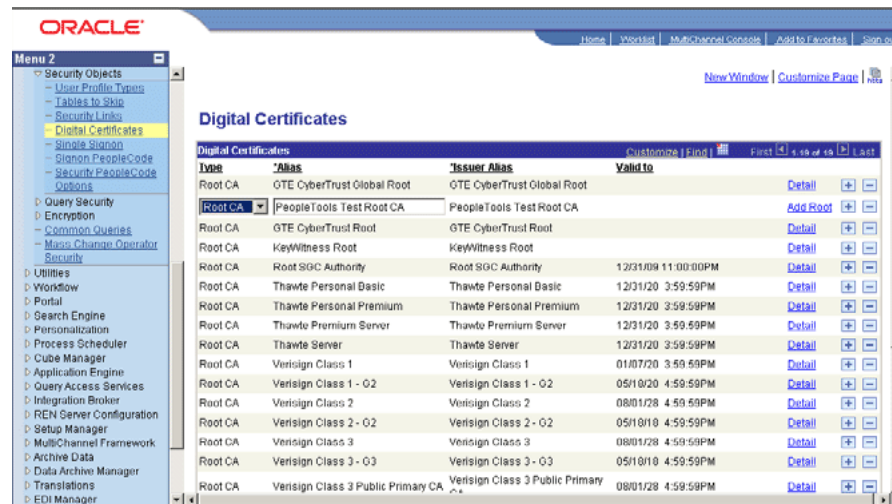 ORACLE
Home | Worklist | MultiChannel Console | Add to Favorites | Sign ou
Menu 2
Security Objects
User Profile Types
Tables to Skip
Security Links
Digital Certificates
Single Signon
Signon PeopleCode
Security PeopleCode
Options
Query Security
Encryption
Common Queries
Mass Change Operator
Security
Utilities
Workflow
Portal
Search Engine
Personalization
Process Scheduler
Cube Manager
Application Engine
Query Access Services
Integration Broker
REN Server Configuration
Setup Manager
MultiChannel Framework
Archive Data
Data Archive Manager
Translations
EDI Manager
New Window | Customize Page |
Digital Certificates
Digital Certificates Customize | Find | First 1-19 of 19 Last
Type *Alias *Issuer Alias Valid to
Root CA GTE CyberTrust Global Root GTE CyberTrust Global Root Detail
Root CA PeopleTools Test Root CA PeopleTools Test Root CA Add Root
Root CA GTE CyberTrust Root GTE CyberTrust Root Detail
Root CA KeyWitness Root KeyWitness Root Detail
Root CA Root SGC Authority Root SGC Authority 12/31/09 11:00:00PM Detail
Root CA Thawte Personal Basic Thawte Personal Basic 12/31/20 3:59:59PM Detail
Root CA Thawte Personal Premium Thawte Personal Premium 12/31/20 3:59:59PM Detail
Root CA Thawte Premium Server Thawte Premium Server 12/31/20 3:59:59PM Detail
Root CA Thawte Server Thawte Server 12/31/20 3:59:59PM Detail
Root CA Verisign Class 1 Verisign Class 1 01/07/20 3:59:59PM Detail
Root CA Verisign Class 1 - G2 Verisign Class 1 - G2 05/18/20 4:59:59PM Detail
Root CA Verisign Class 2 Verisign Class 2 08/01/28 4:59:59PM Detail
Root CA Verisign Class 2 - G2 Verisign Class 2 - G2 05/18/18 4:59:59PM Detail
Root CA Verisign Class 3 Verisign Class 3 08/01/28 4:59:59PM Detail
Root CA Verisign Class 3 - G3 Verisign Class 3 - G3 05/18/18 4:59:59PM Detail
Root CA Verisign Class 3 Public Primary CA Verisign Class 3 Public Primary 08/01/28 4:59:59PM Detail